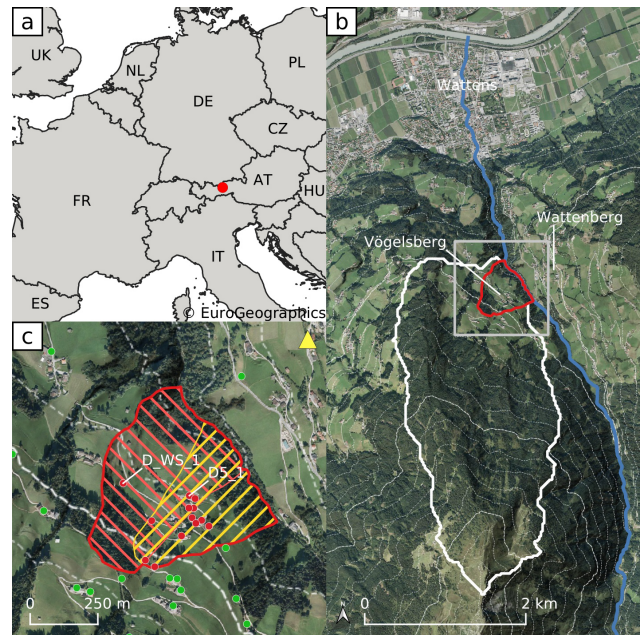 a
UK
NL
PL
DE
CZ
FR
AT
HU
IT
ES
© EuroGeographics
b
Wattens
Wattenberg
Vögelsberg
2 km
0
c
D_WS_1
D5_1
0
250 m